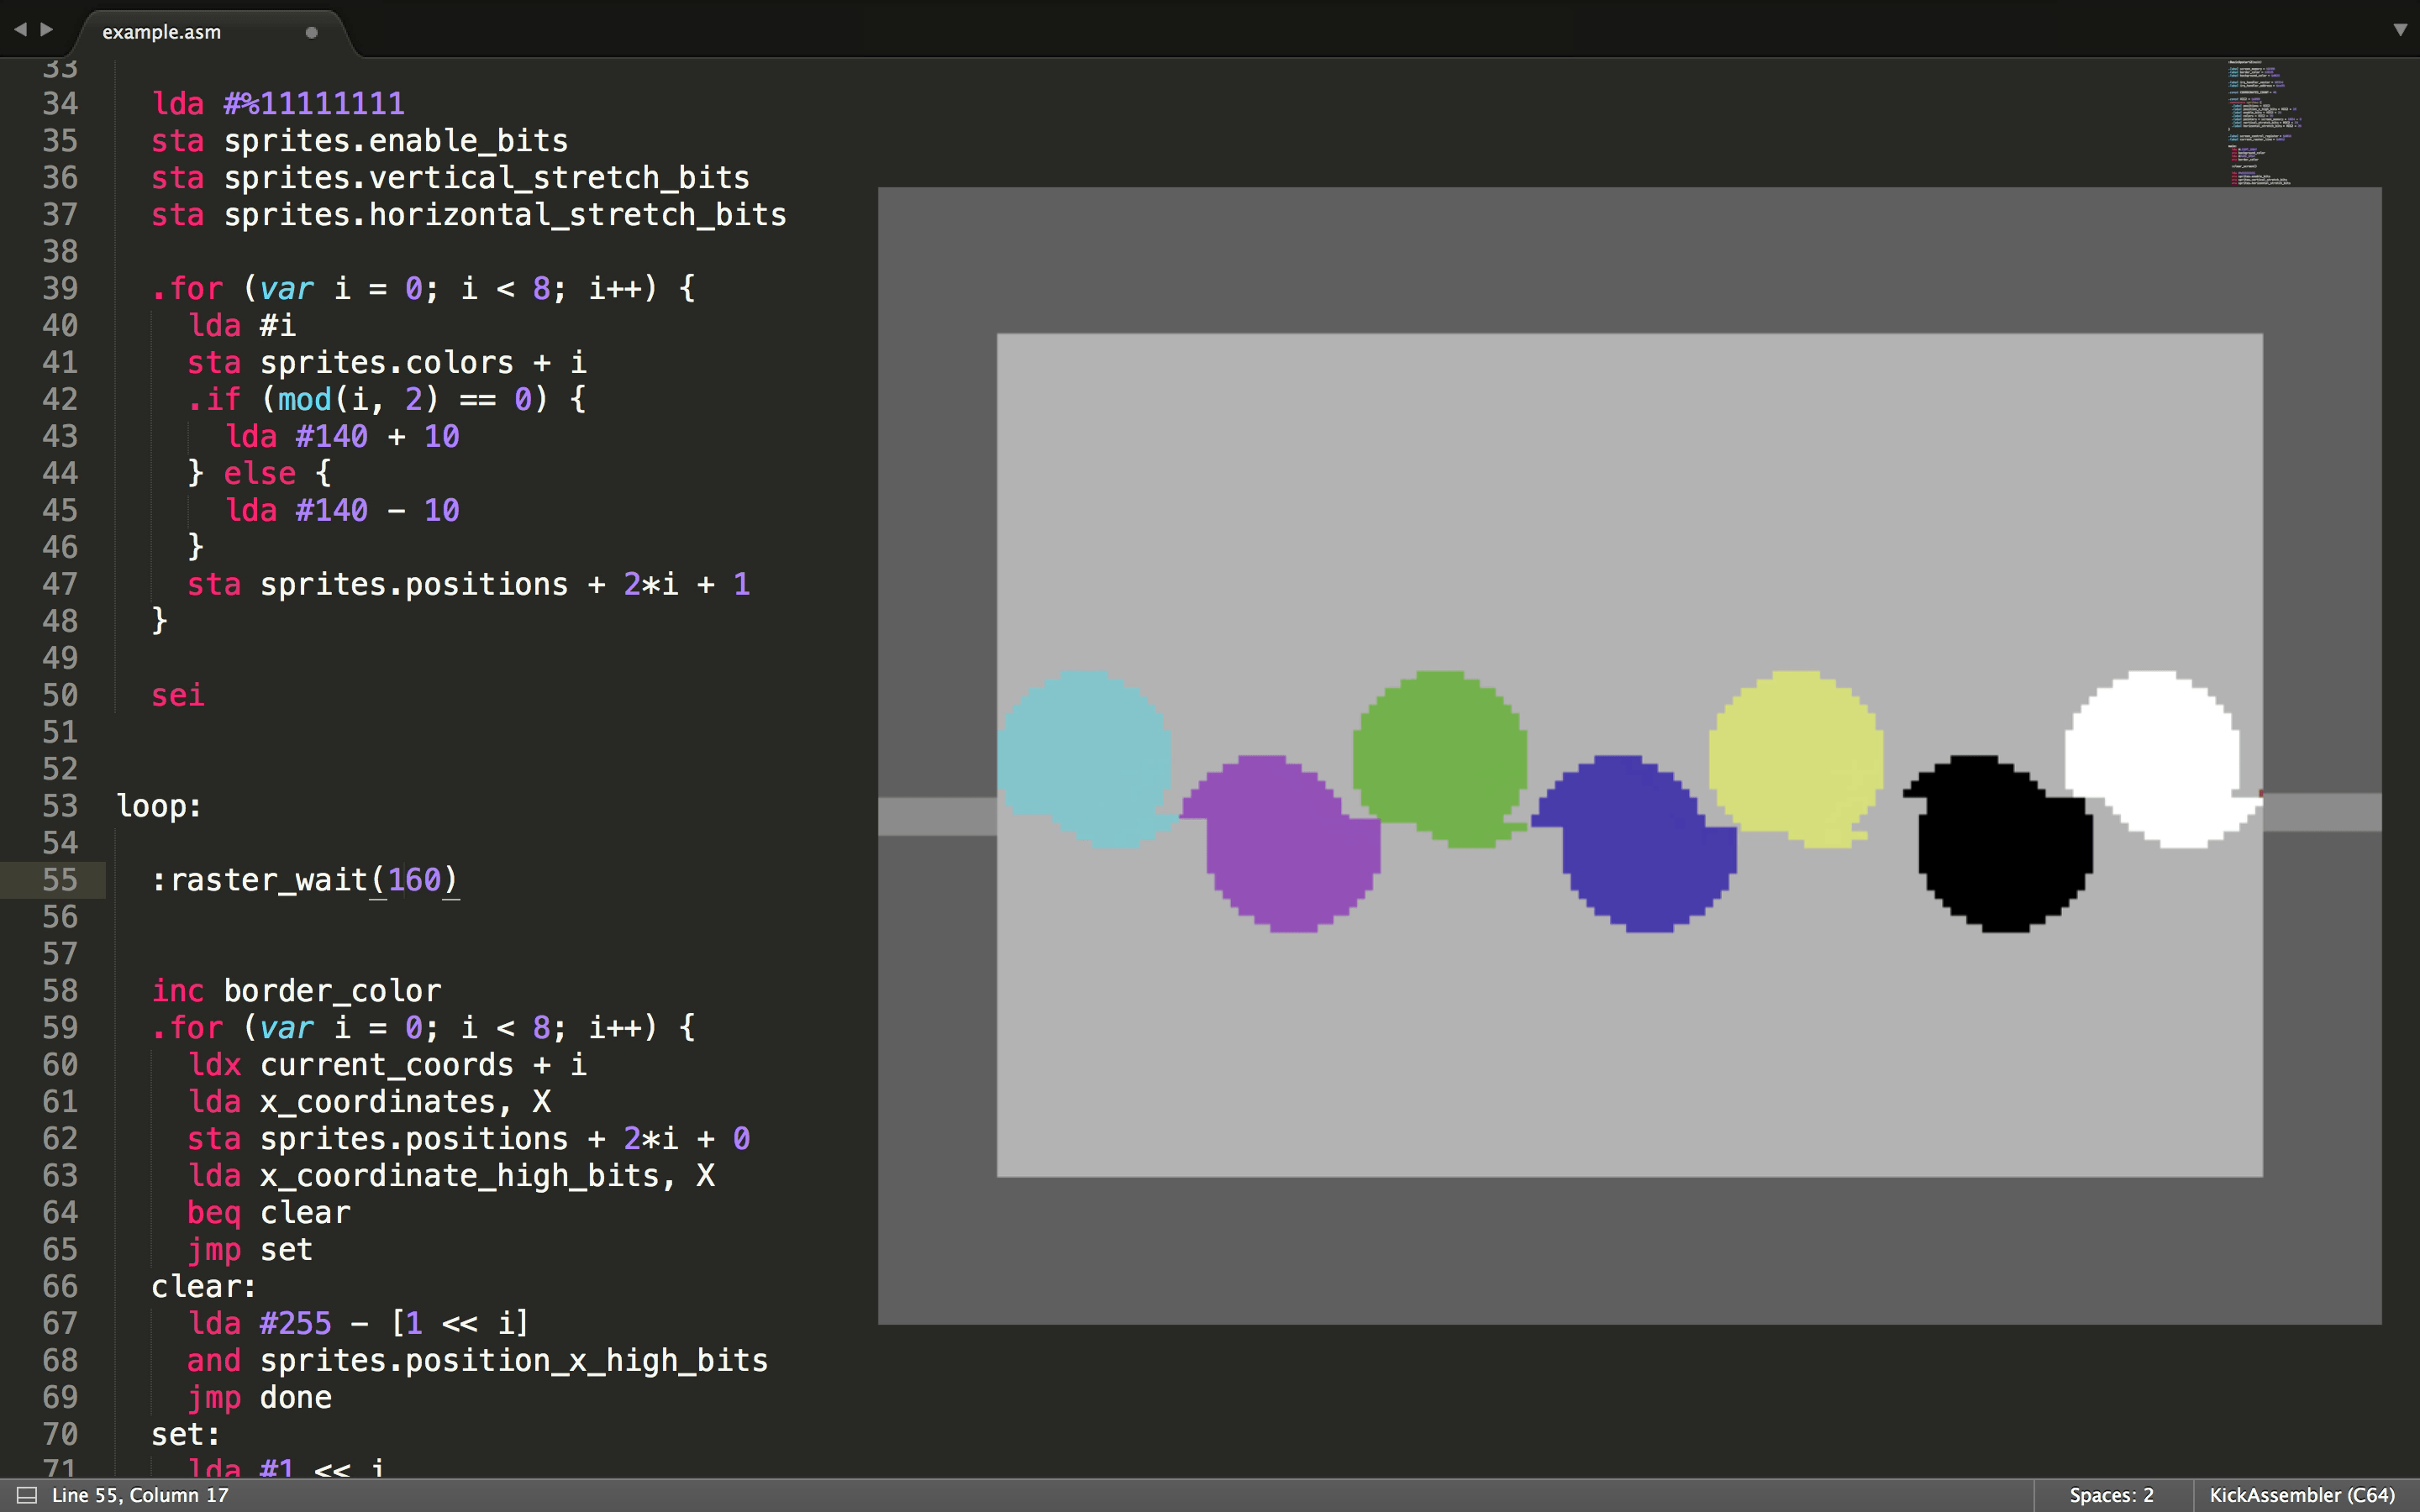 example.asm
33
34 lda #%11111111
35 sta sprites.enable_bits
36 sta sprites.vertical_stretch_bits
37 sta sprites.horizontal_stretch_bits
38
39 .for (var i = 0; i < 8; i++) {
40 lda #i
41 sta sprites.colors + i
42 .if (mod(i, 2) == 0) {
43 lda #140 + 10
44 } else {
45 lda #140 - 10
46 }
47 sta sprites.positions + 2*i + 1
48 }
49
50 sei
51
52
53 loop:
54
55 :raster_wait(160)
56
57
58 inc border_color
59 .for (var i = 0; i < 8; i++) {
60 ldx current_coords + i
61 lda x_coordinates, X
62 sta sprites.positions + 2*i + 0
63 lda x_coordinate_high_bits, X
64 beq clear
65 jmp set
66 clear:
67 lda #255 - [1 << i]
68 and sprites.position_x_high_bits
69 jmp done
70 set:
71 lda #1 << i
Line 55, Column 17
Spaces: 2
KickAssembler (C64)